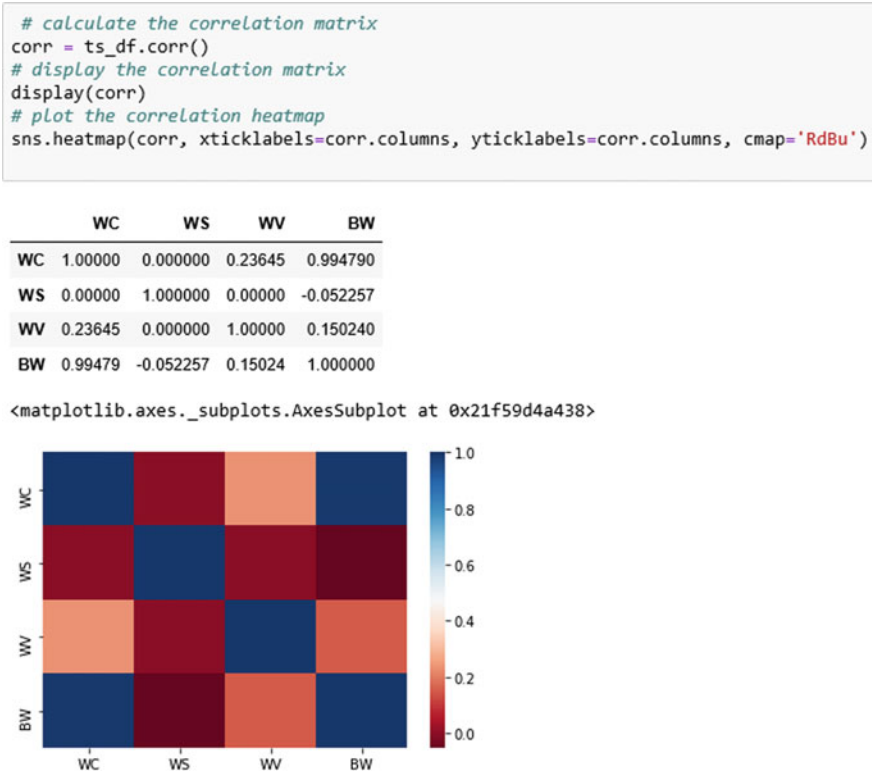 # calculate the correlation matrix
corr = ts_df.corr()
# display the correlation matrix
display(corr)
# plot the correlation heatmap
sns.heatmap(corr, xticklabels=corr.columns, yticklabels=corr.columns, cmap='RdBu')
WC WS WV BW
WC 1.00000 0.000000 0.23645 0.994790
WS 0.00000 1.000000 0.00000 -0.052257
WV 0.23645 0.000000 1.00000 0.150240
BW 0.99479 -0.052257 0.15024 1.000000
<matplotlib.axes._subplots.AxesSubplot at 0x21f59d4a438>
WC
WS
WV
BW
WC WS WV BW
1.0
0.8
0.6
0.4
0.2
0.0